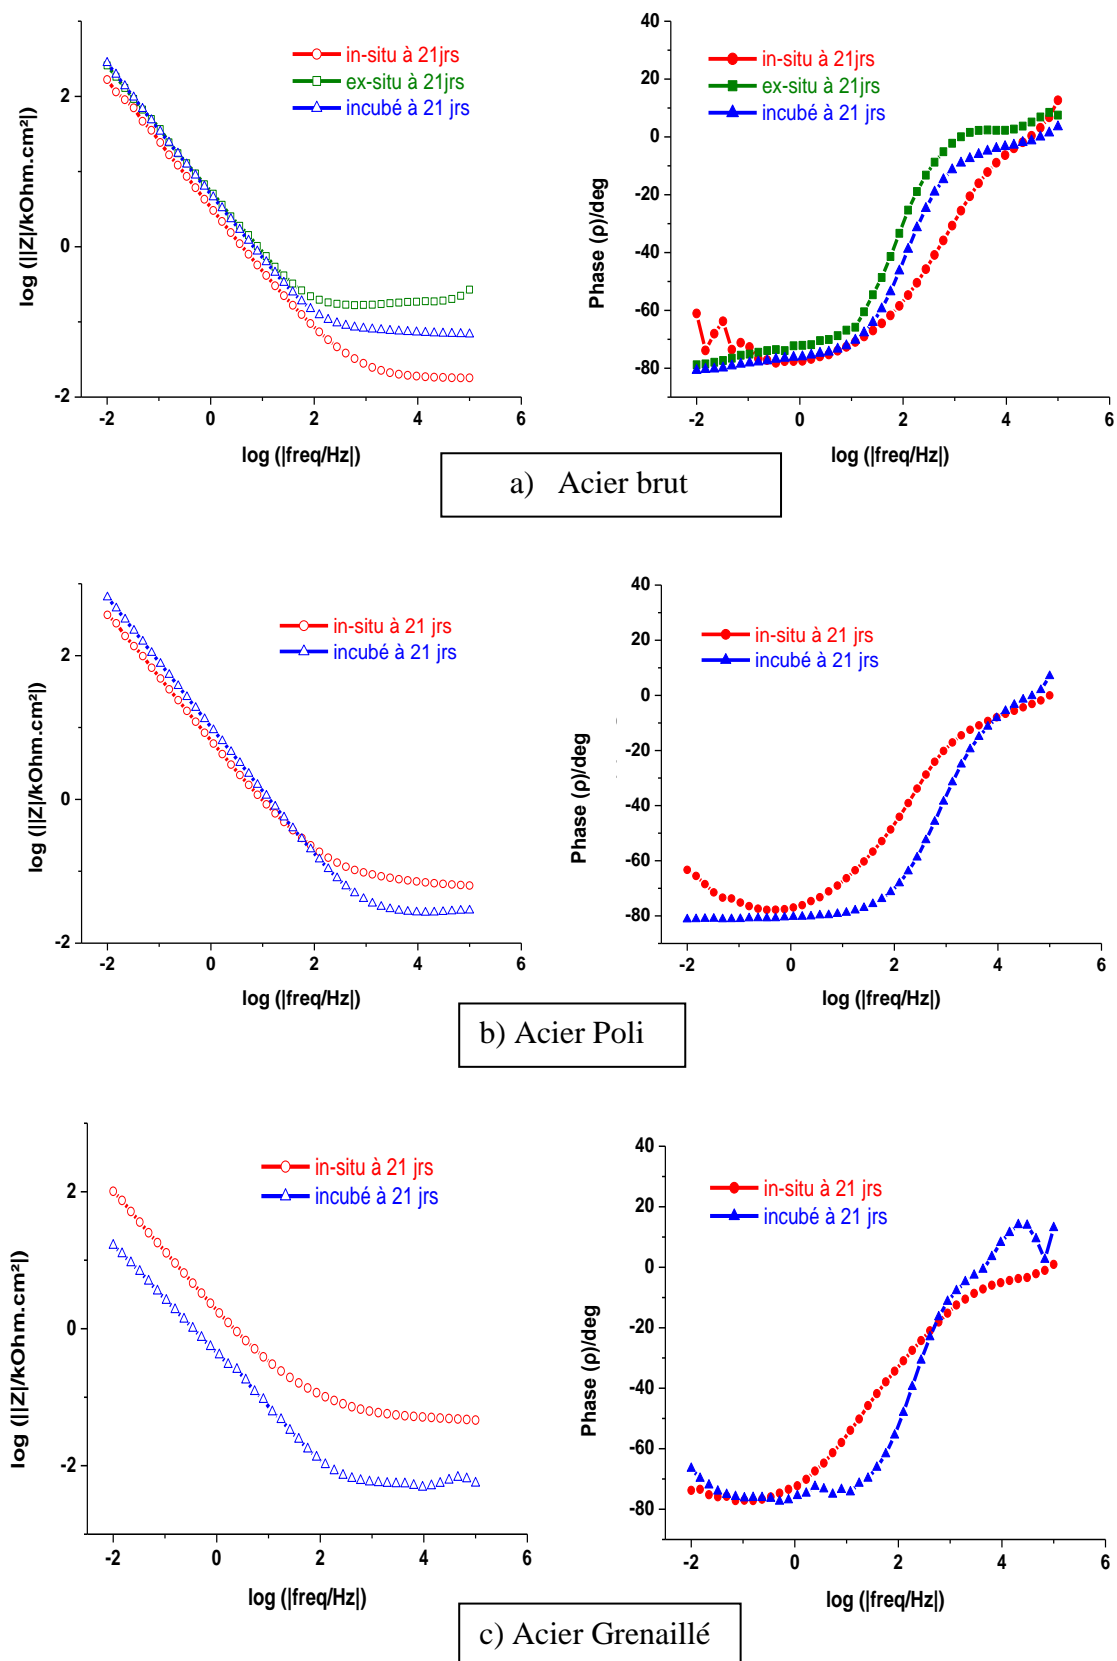 in-situ à 21jrs
ex-situ à 21jrs
incubé à 21 jrs
2
0
-2
log (||Z|/kOhm.cm²|)
-2 0 2 4 6
log (|freq/Hz|)
in-situ à 21jrs
ex-situ à 21jrs
incubé à 21 jrs
40
20
0
-20
-40
-60
-80
Phase (ρ)/deg
-2 0 2 4 6
log (|freq/Hz|)
a) Acier brut
in-situ à 21 jrs
incubé à 21 jrs
2
0
-2
log (||Z|/kOhm.cm²|)
-2 0 2 4 6
log (|freq/Hz|)
in-situ à 21 jrs
incubé à 21 jrs
40
20
0
-20
-40
-60
-80
Phase (ρ)/deg
-2 0 2 4 6
log (|freq/Hz|)
b) Acier Poli
in-situ à 21 jrs
incubé à 21 jrs
2
0
-2
log (||Z|/kOhm.cm²|)
-2 0 2 4 6
log (|freq/Hz|)
in-situ à 21 jrs
incubé à 21 jrs
40
20
0
-20
-40
-60
-80
Phase (ρ)/deg
-2 0 2 4 6
log (|freq/Hz|)
c) Acier Grenaillé